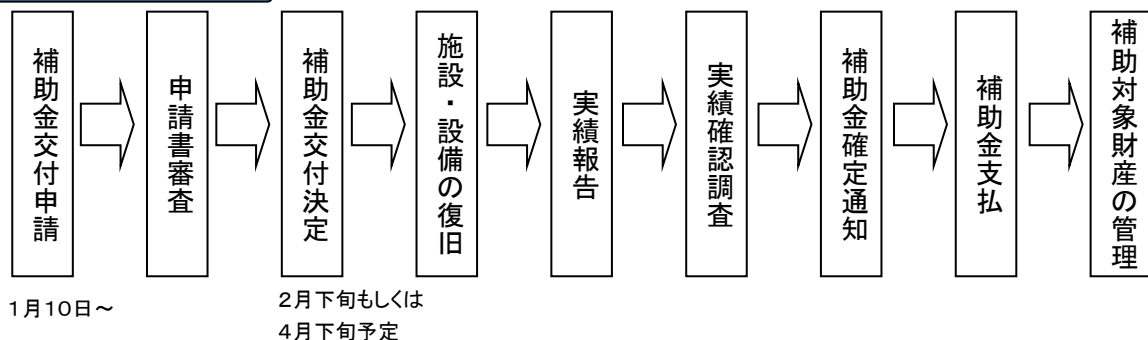 補助金交付申請
申請書審査
補助金交付決定
施設・設備の復旧
実績報告
実績確認調査
補助金確定通知
補助金支払
補助対象財産の管理
1月10日~
2月下旬もしくは
4月下旬予定